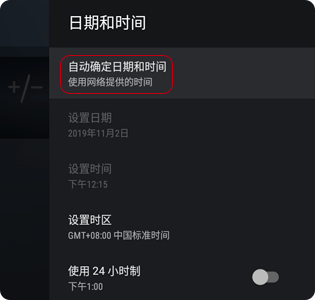 日期和时间
自动确定日期和时间
使用网络提供的时间
设置日期
2019年11月2日
设置时间
下午12:15
设置时区
GMT+08:00 中国标准时间
使用 24 小时制
下午1:00
+/−